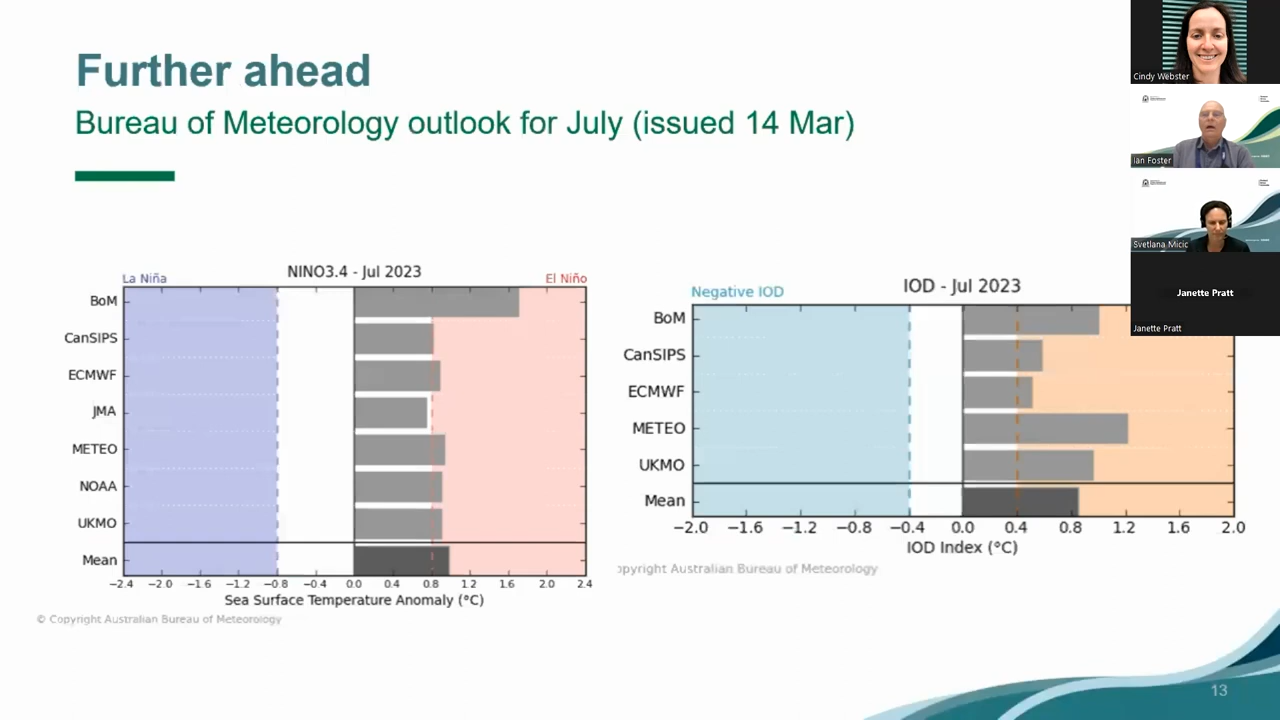 Further ahead
Bureau of Meteorology outlook for July (issued 14 Mar)
La Niña
NINO3.4 - Jul 2023
El Niño
BoM
CanSIPS
ECMWF
JMA
METEO
NOAA
UKMO
Mean
−2.4 −2.0 −1.6 −1.2 −0.8 −0.4 0.0 0.4 0.8 1.2 1.6 2.0 2.4
Sea Surface Temperature Anomaly (°C)
© Copyright Australian Bureau of Meteorology
Negative IOD
IOD - Jul 2023
BoM
CanSIPS
ECMWF
METEO
UKMO
Mean
−2.0 −1.6 −1.2 −0.8 −0.4 0.0 0.4 0.8 1.2 1.6 2.0
IOD Index (°C)
opyright Australian Bureau of Meteorology
Cindy Webster
Ian Foster
Svetlana Micic
Janette Pratt
Janette Pratt
13